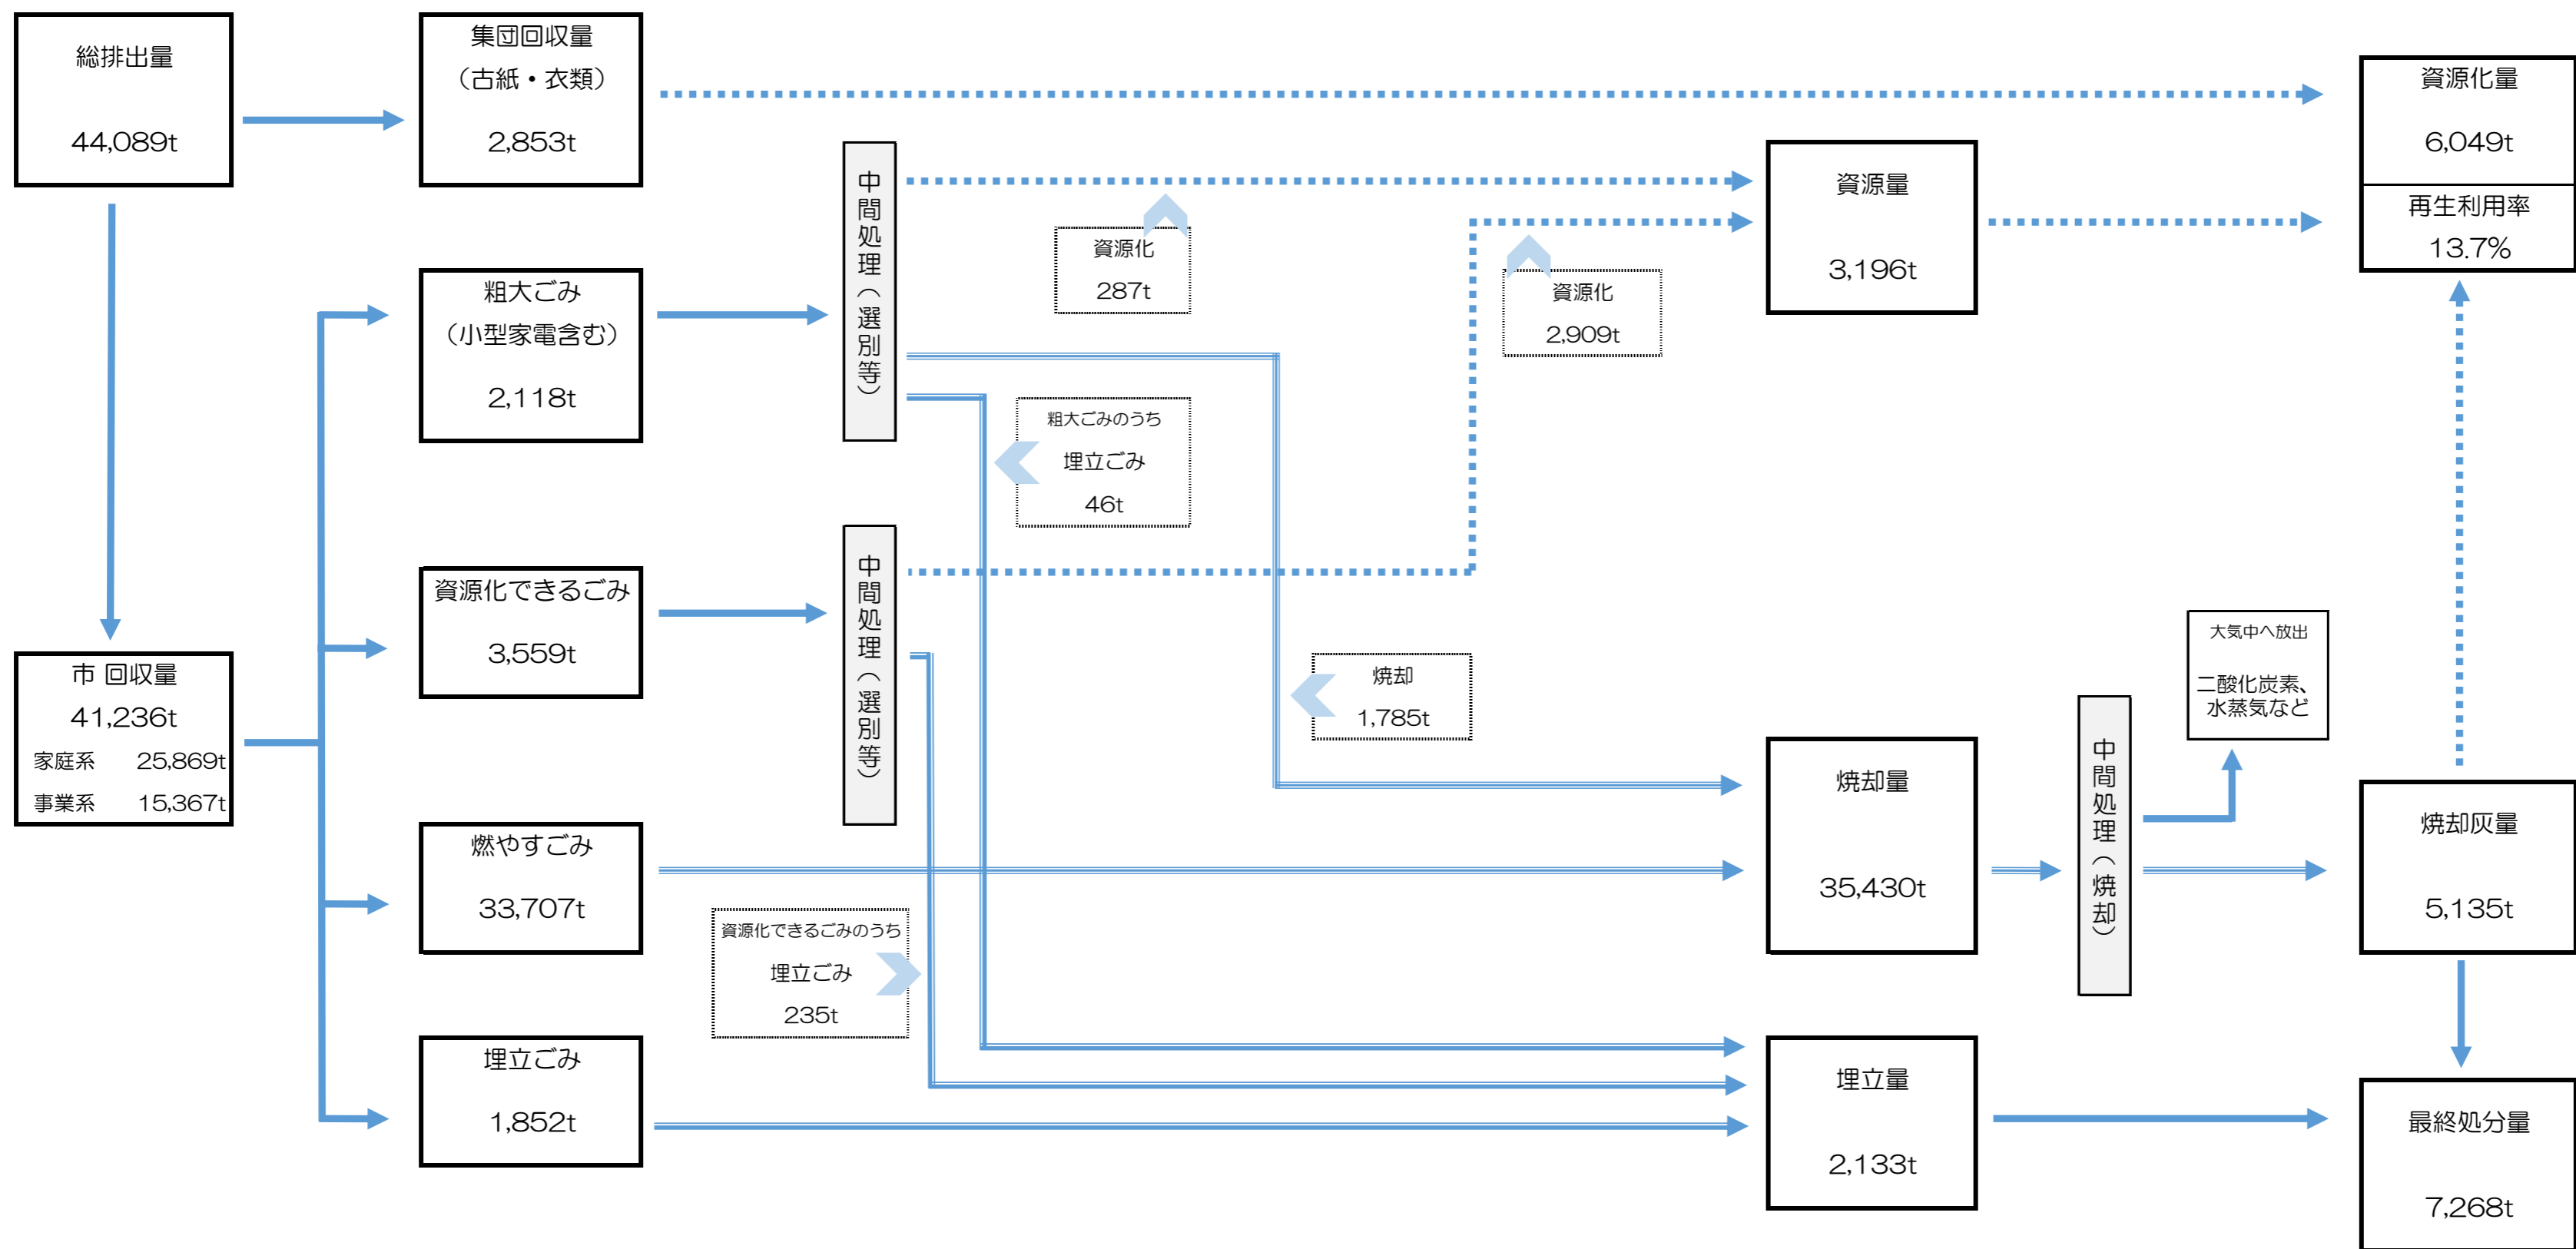 総排出量
44,089t
集団回収量
（古紙・衣類）
2,853t
資源化量
6,049t
再生利用率
13.7%
中間処理（選別等）
資源量
3,196t
資源化
287t
資源化
2,909t
粗大ごみ
（小型家電含む）
2,118t
粗大ごみのうち
埋立ごみ
46t
中間処理（選別等）
資源化できるごみ
3,559t
市 回収量
41,236t
家庭系 25,869t
事業系 15,367t
焼却
1,785t
大気中へ放出
二酸化炭素、
水蒸気など
中間処理（焼却）
焼却量
35,430t
焼却灰量
5,135t
燃やすごみ
33,707t
資源化できるごみのうち
埋立ごみ
235t
埋立ごみ
1,852t
埋立量
2,133t
最終処分量
7,268t